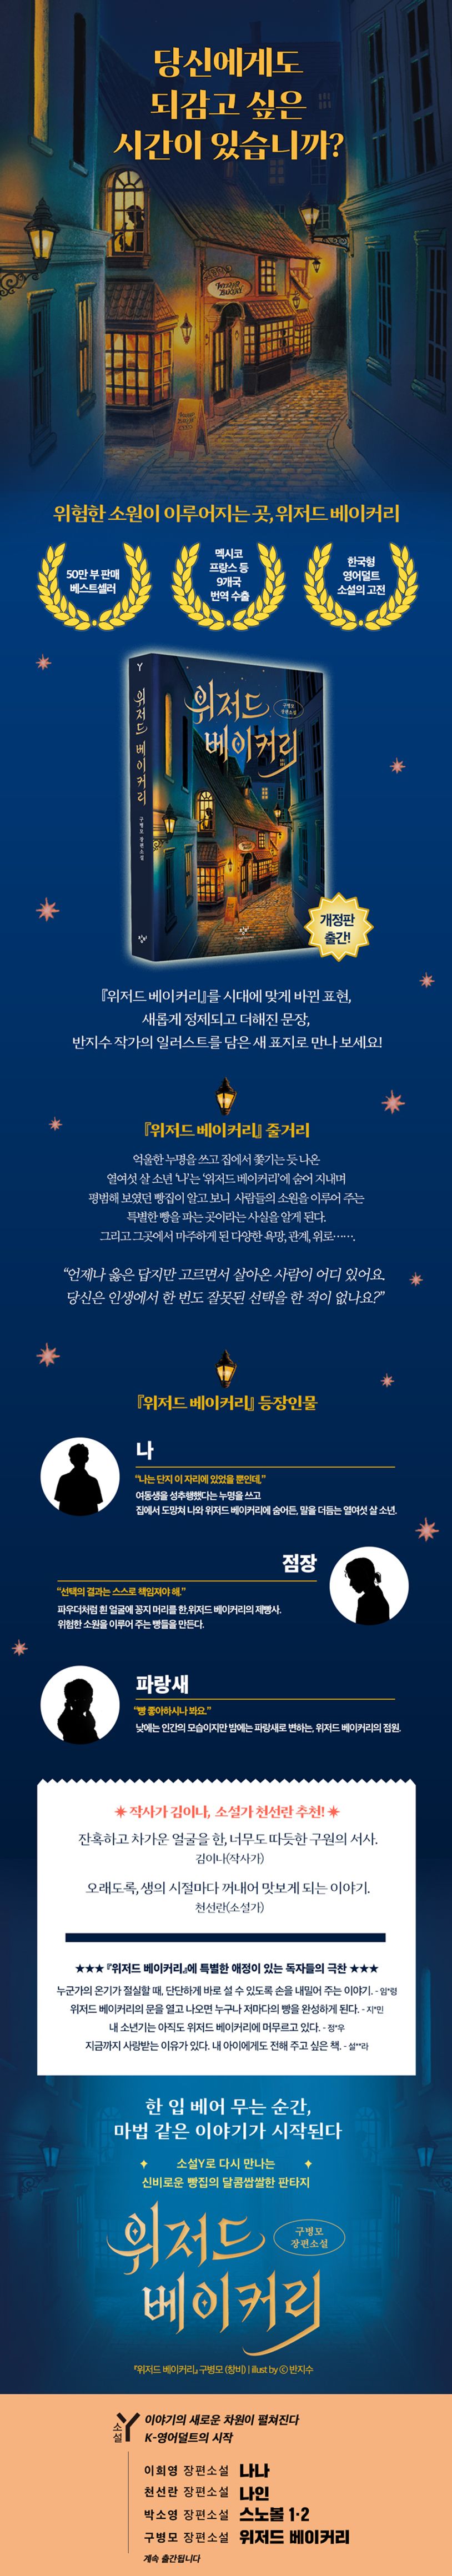 당신에게도
되감고 싶은
시간이 있습니까?
WIZARD
BAKERY
위험한 소원이 이루어지는 곳, 위저드 베이커리
50만 부 판매
베스트셀러
멕시코
프랑스 등
9개국
번역 수출
한국형
영어덜트
소설의 고전
Y
위저드 베이커리
구병모 장편소설
창비
위저드
베이커리
구병모
장편소설
창비
개정판
출간!
『위저드 베이커리』를 시대에 맞게 바뀐 표현,
새롭게 정제되고 더해진 문장,
반지수 작가의 일러스트를 담은 새 표지로 만나 보세요!
『위저드 베이커리』 줄거리
억울한 누명을 쓰고 집에서 쫓기는 듯 나온
열여섯 살 소년 ‘나’는 ‘위저드 베이커리’에 숨어 지내며
평범해 보였던 빵집이 알고 보니 사람들의 소원을 이루어 주는
특별한 빵을 파는 곳이라는 사실을 알게 된다.
그리고 그곳에서 마주하게 된 다양한 욕망, 관계, 위로…….
“언제나 옳은 답지만 고르면서 살아온 사람이 어디 있어요.
당신은 인생에서 한 번도 잘못된 선택을 한 적이 없나요?”
『위저드 베이커리』 등장인물
나
“나는 단지 이 자리에 있었을 뿐인데.”
여동생을 성추행했다는 누명을 쓰고
집에서 도망쳐 나와 위저드 베이커리에 숨어든, 말을 더듬는 열여섯 살 소년.
점장
“선택의 결과는 스스로 책임져야 해.”
파우더처럼 흰 얼굴에 꽁지 머리를 한, 위저드 베이커리의 제빵사.
위험한 소원을 이루어 주는 빵들을 만든다.
파랑새
“빵 좋아하시나 봐요.”
낮에는 인간의 모습이지만 밤에는 파랑새로 변하는, 위저드 베이커리의 점원.
작사가 김이나, 소설가 천선란 추천!
잔혹하고 차가운 얼굴을 한, 너무도 따듯한 구원의 서사.
김이나(작사가)
오래도록, 생의 시절마다 꺼내어 맛보게 되는 이야기.
천선란(소설가)
★★★ 『위저드 베이커리』에 특별한 애정이 있는 독자들의 극찬 ★★★
누군가의 온기가 절실할 때, 단단하게 바로 설 수 있도록 손을 내밀어 주는 이야기. - 임*령
위저드 베이커리의 문을 열고 나오면 누구나 저마다의 빵을 완성하게 된다. - 지*민
내 소년기는 아직도 위저드 베이커리에 머무르고 있다. - 정*우
지금까지 사랑받는 이유가 있다. 내 아이에게도 전해 주고 싶은 책. - 설**라
한 입 베어 무는 순간,
마법 같은 이야기가 시작된다
소설Y로 다시 만나는
신비로운 빵집의 달콤쌉쌀한 판타지
위저드
베이커리
구병모
장편소설
『위저드 베이커리』 구병모 (창비) | illust by ⓒ 반지수
소설Y
이야기의 새로운 차원이 펼쳐진다
K-영어덜트의 시작
이희영 장편소설 나나
천선란 장편소설 나인
박소영 장편소설 스노볼 1·2
구병모 장편소설 위저드 베이커리
계속 출간됩니다